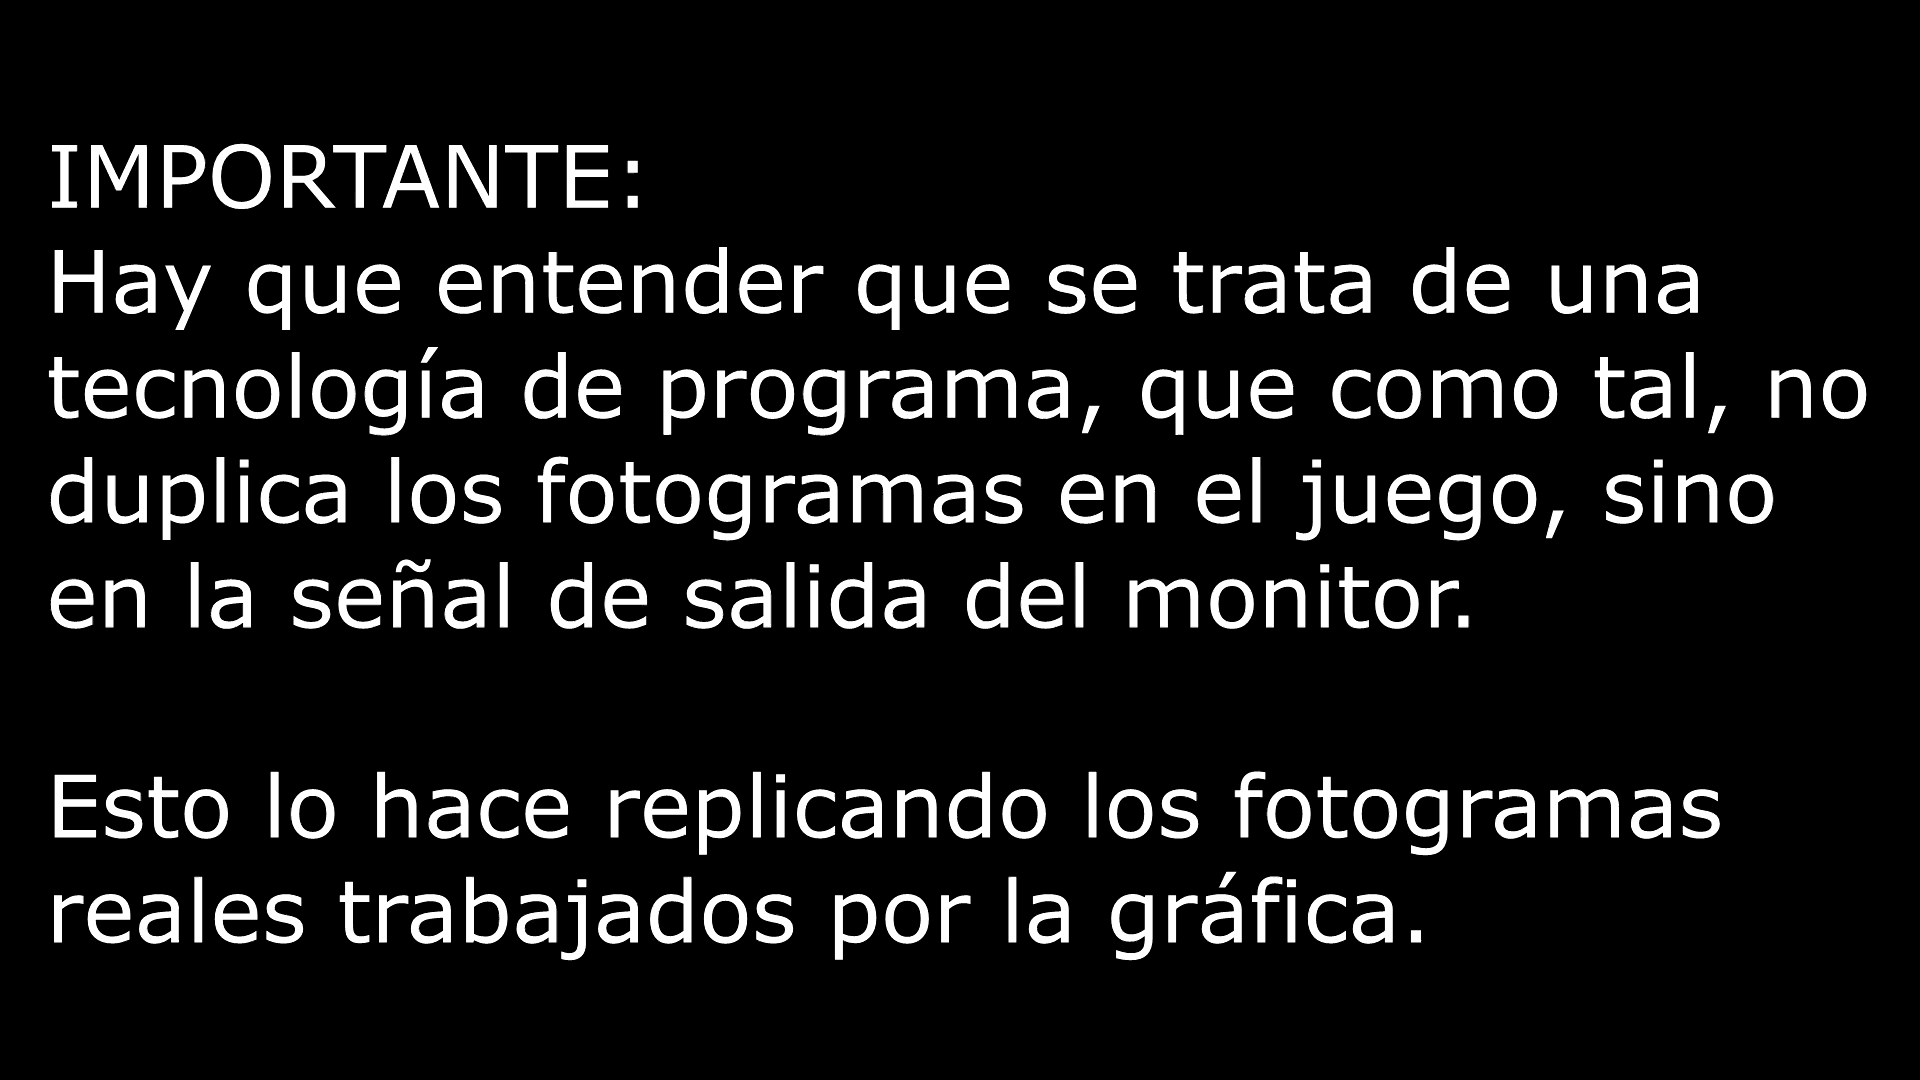 IMPORTANTE:
Hay que entender que se trata de una
tecnología de programa, que como tal, no
duplica los fotogramas en el juego, sino
en la señal de salida del monitor.
Esto lo hace replicando los fotogramas
reales trabajados por la gráfica.